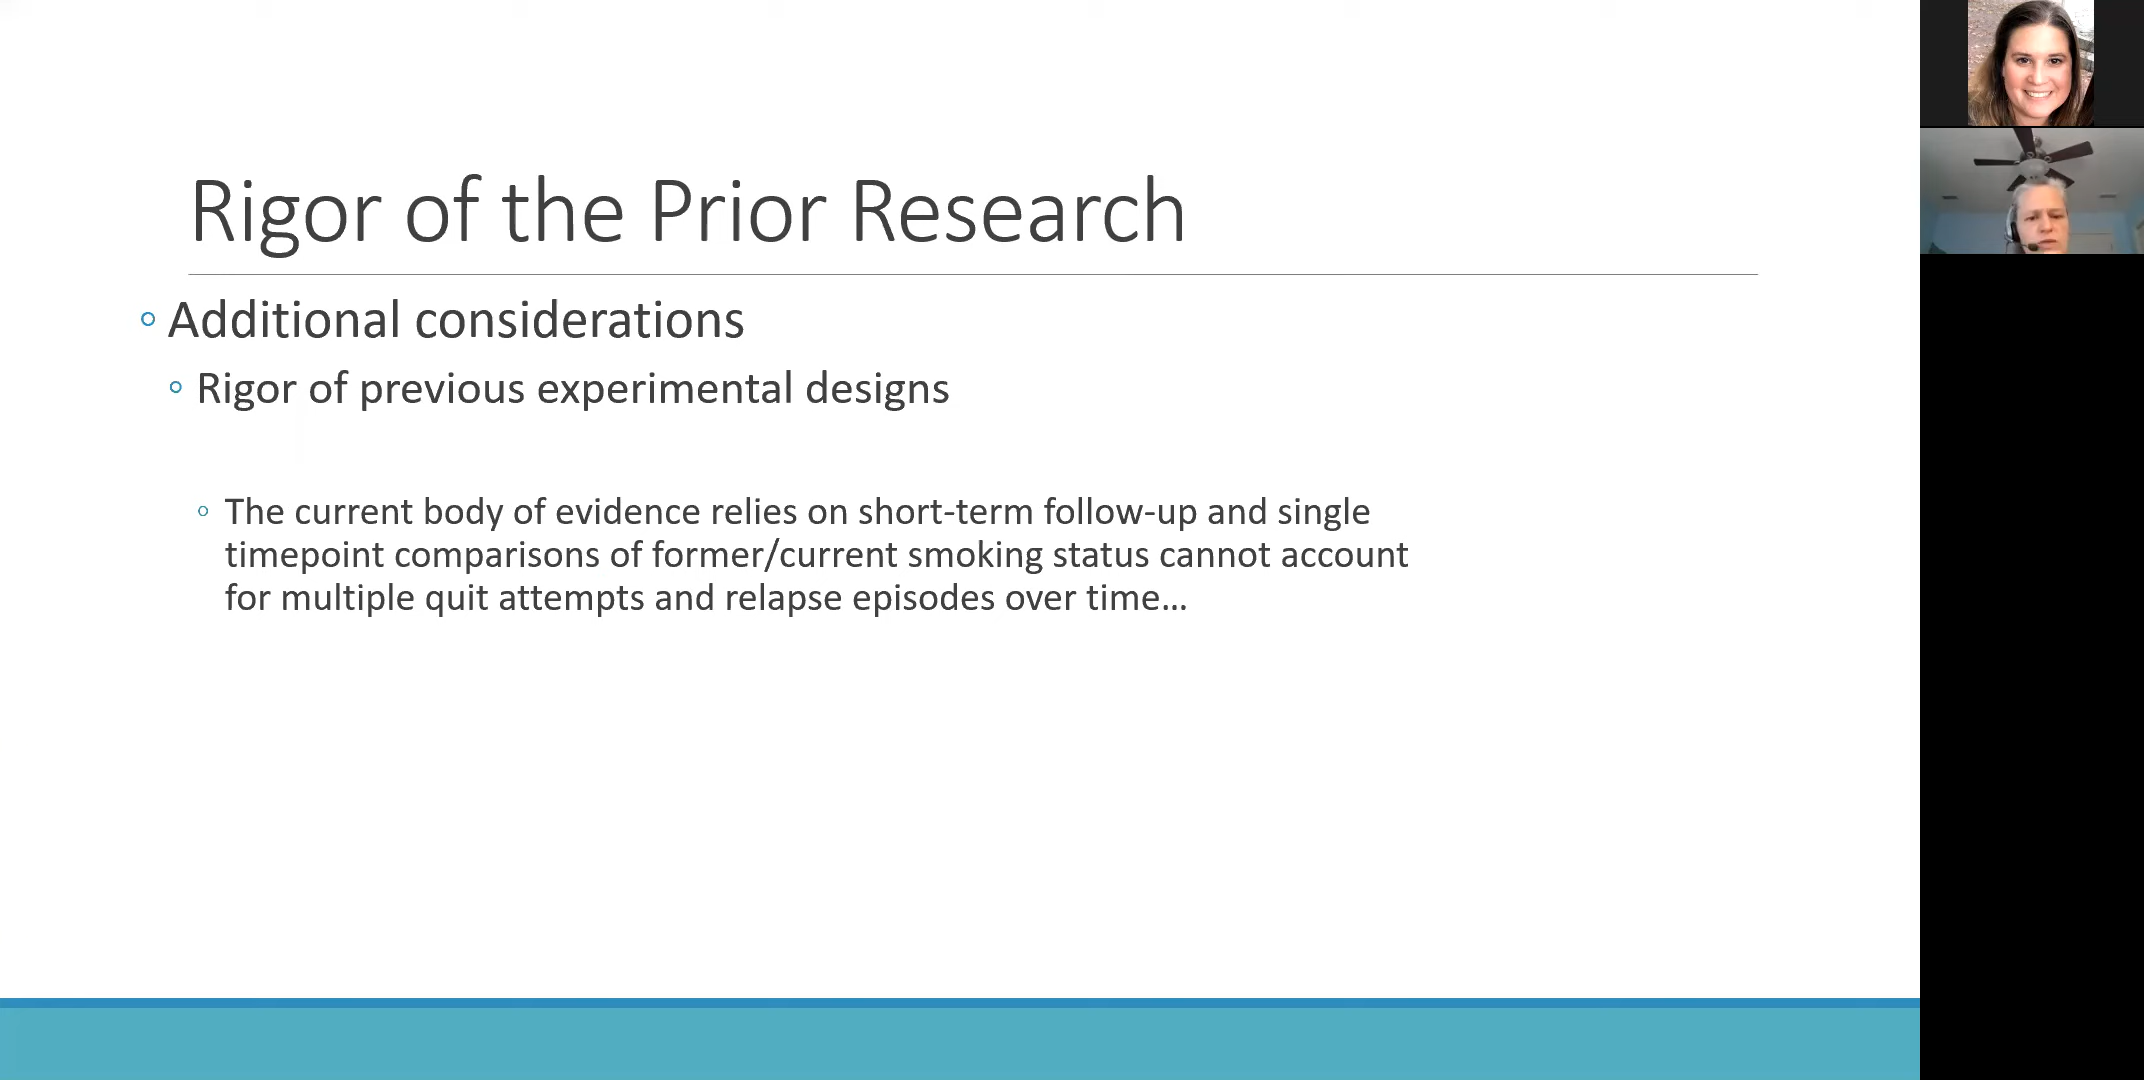 Rigor of the Prior Research
Additional considerations
Rigor of previous experimental designs
The current body of evidence relies on short-term follow-up and single
timepoint comparisons of former/current smoking status cannot account
for multiple quit attempts and relapse episodes over time...